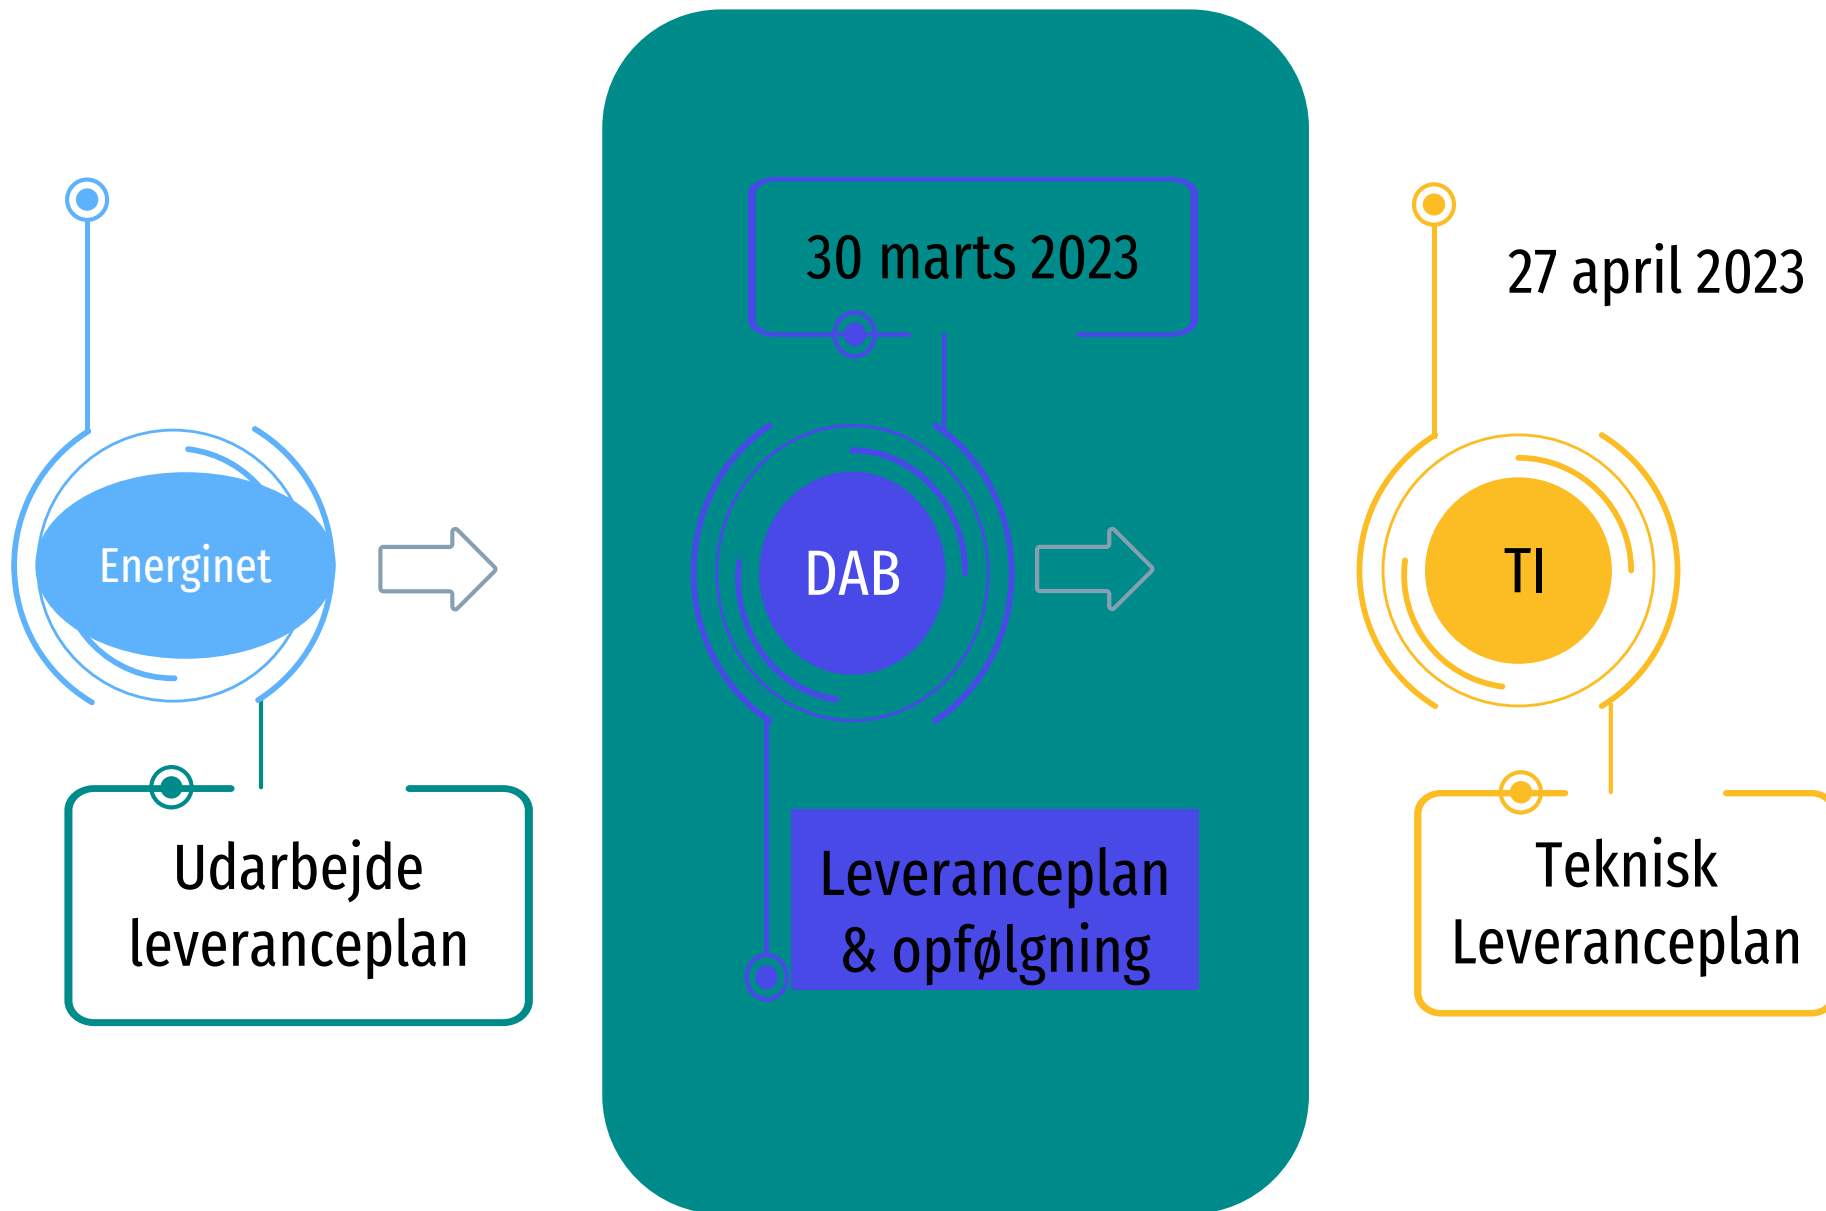 Energinet
Udarbejde
leveranceplan
30 marts 2023
DAB
Leveranceplan
& opfølgning
27 april 2023
TI
Teknisk
Leveranceplan